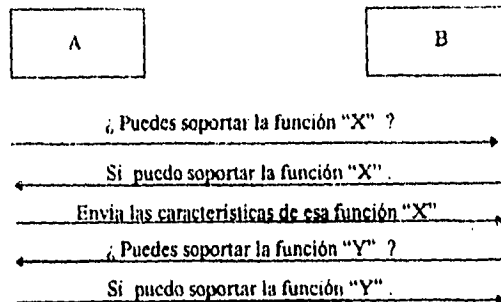 A
B
¿ Puedes soportar la función "X" ?
Si puedo soportar la función "X" .
Envia las características de esa función "X"
¿ Puedes soportar la función "Y" ?
Si puedo soportar la función "Y" .